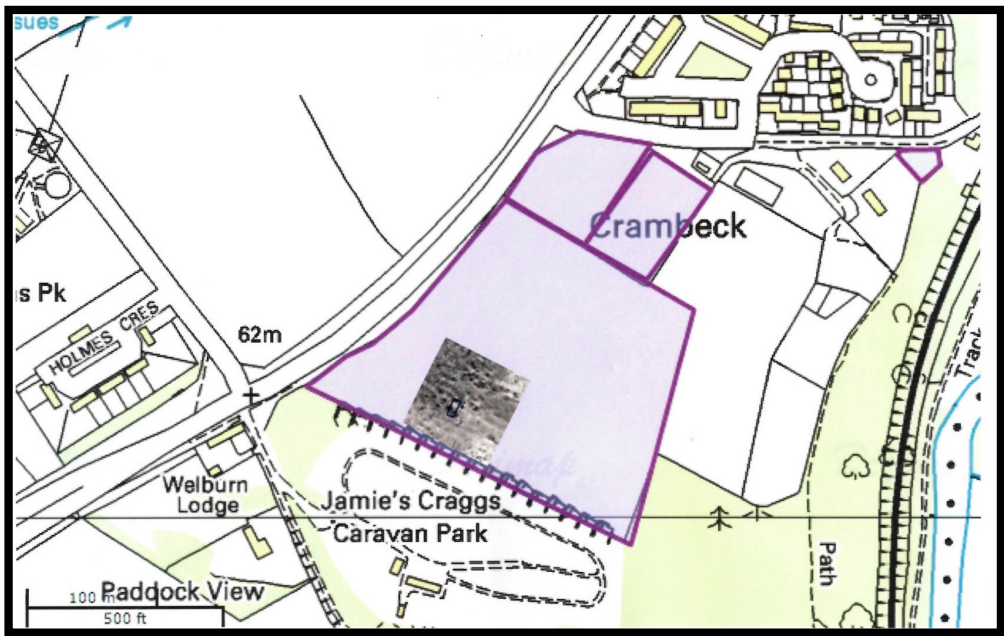 sues
Crambeck
s Pk
HOLMES CRES
62m
Track
Welburn
Lodge
Jamie's Craggs
Caravan Park
Path
Paddock View
100 m
500 ft